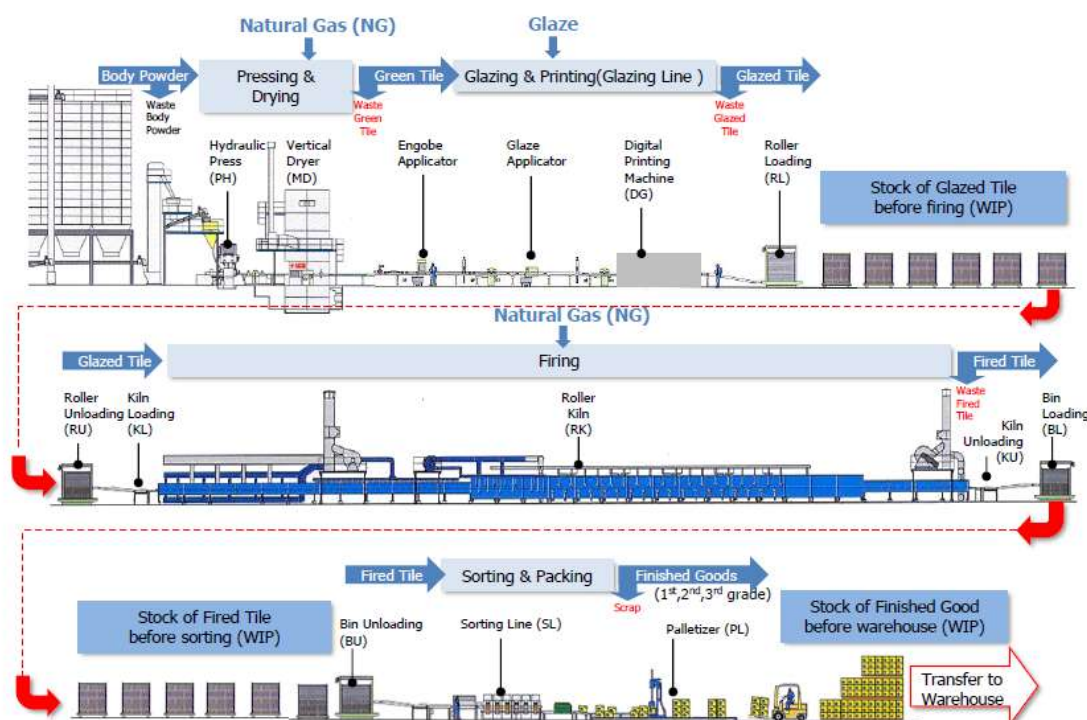 Natural Gas (NG)
Glaze
Body Powder
Pressing &
Drying
Green Tile
Glazing & Printing(Glazing Line )
Glazed Tile
Waste
Body
Powder
Waste
Green
Tile
Waste
Glazed
Tile
Hydraulic
Press
(PH)
Vertical
Dryer
(MD)
Engobe
Applicator
Glaze
Applicator
Digital
Printing
Machine
(DG)
Roller
Loading
(RL)
Stock of Glazed Tile
before firing (WIP)
Natural Gas (NG)
Glazed Tile
Firing
Fired Tile
Waste
Fired
Tile
Roller
Unloading
(RU)
Kiln
Loading
(KL)
Roller
Kiln
(RK)
Kiln
Unloading
(KU)
Bin
Loading
(BL)
Fired Tile
Sorting & Packing
Finished Goods
(1st,2nd,3rd grade)
Scrap
Stock of Fired Tile
before sorting (WIP)
Bin Unloading
(BU)
Sorting Line (SL)
Palletizer (PL)
Stock of Finished Good
before warehouse (WIP)
Transfer to
Warehouse